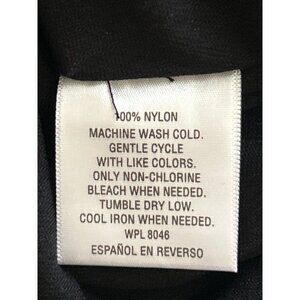 100% NYLON
MACHINE WASH COLD.
GENTLE CYCLE
WITH LIKE COLORS.
ONLY NON-CHLORINE
BLEACH WHEN NEEDED.
TUMBLE DRY LOW.
COOL IRON WHEN NEEDED.
WPL 8046
ESPAÑOL EN REVERSO